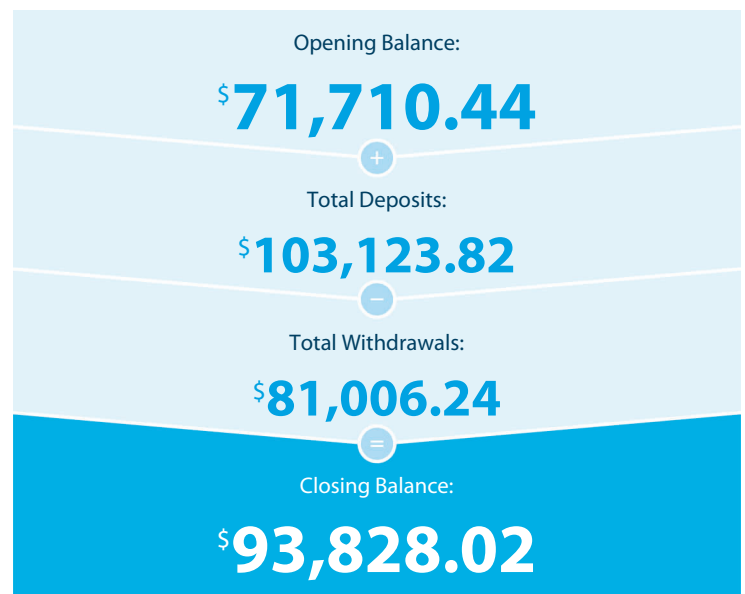 Opening Balance:
$71,710.44
+
Total Deposits:
$103,123.82
−
Total Withdrawals:
$81,006.24
=
Closing Balance:
$93,828.02